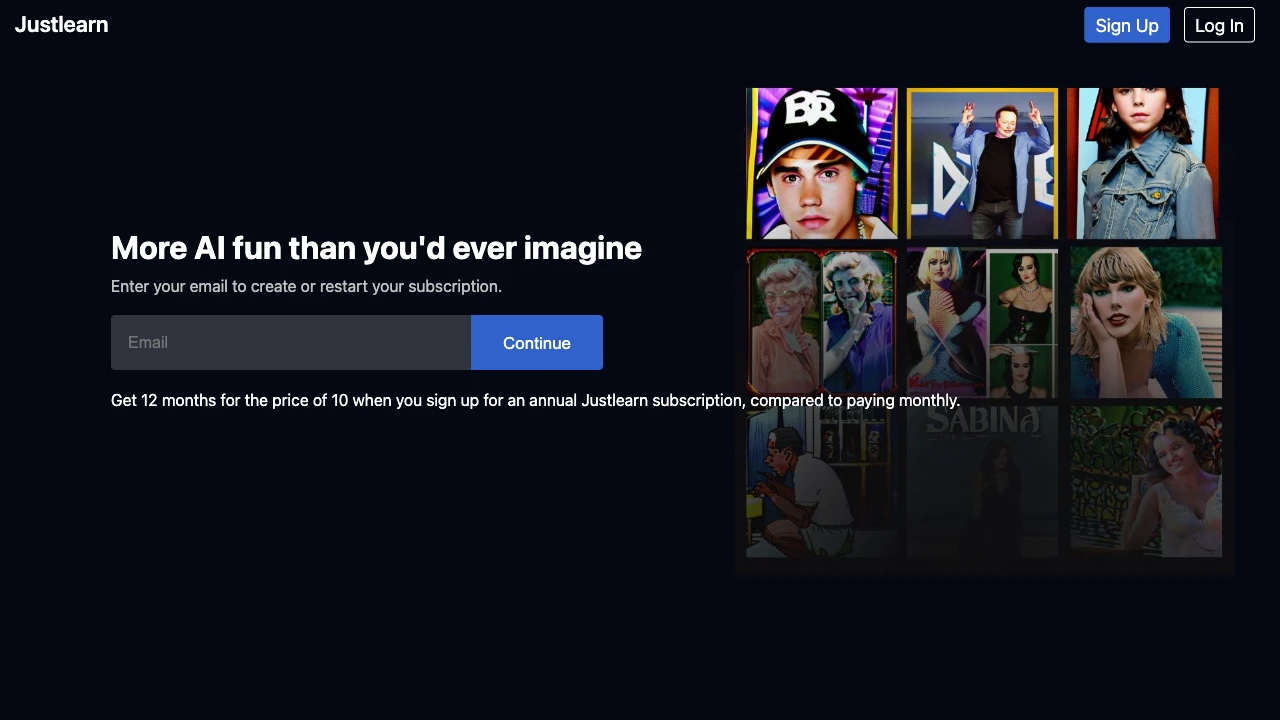 Justlearn
Sign Up
Log In
BR
More AI fun than you'd ever imagine
Enter your email to create or restart your subscription.
Email
Continue
Get 12 months for the price of 10 when you sign up for an annual Justlearn subscription, compared to paying monthly.
SABINA